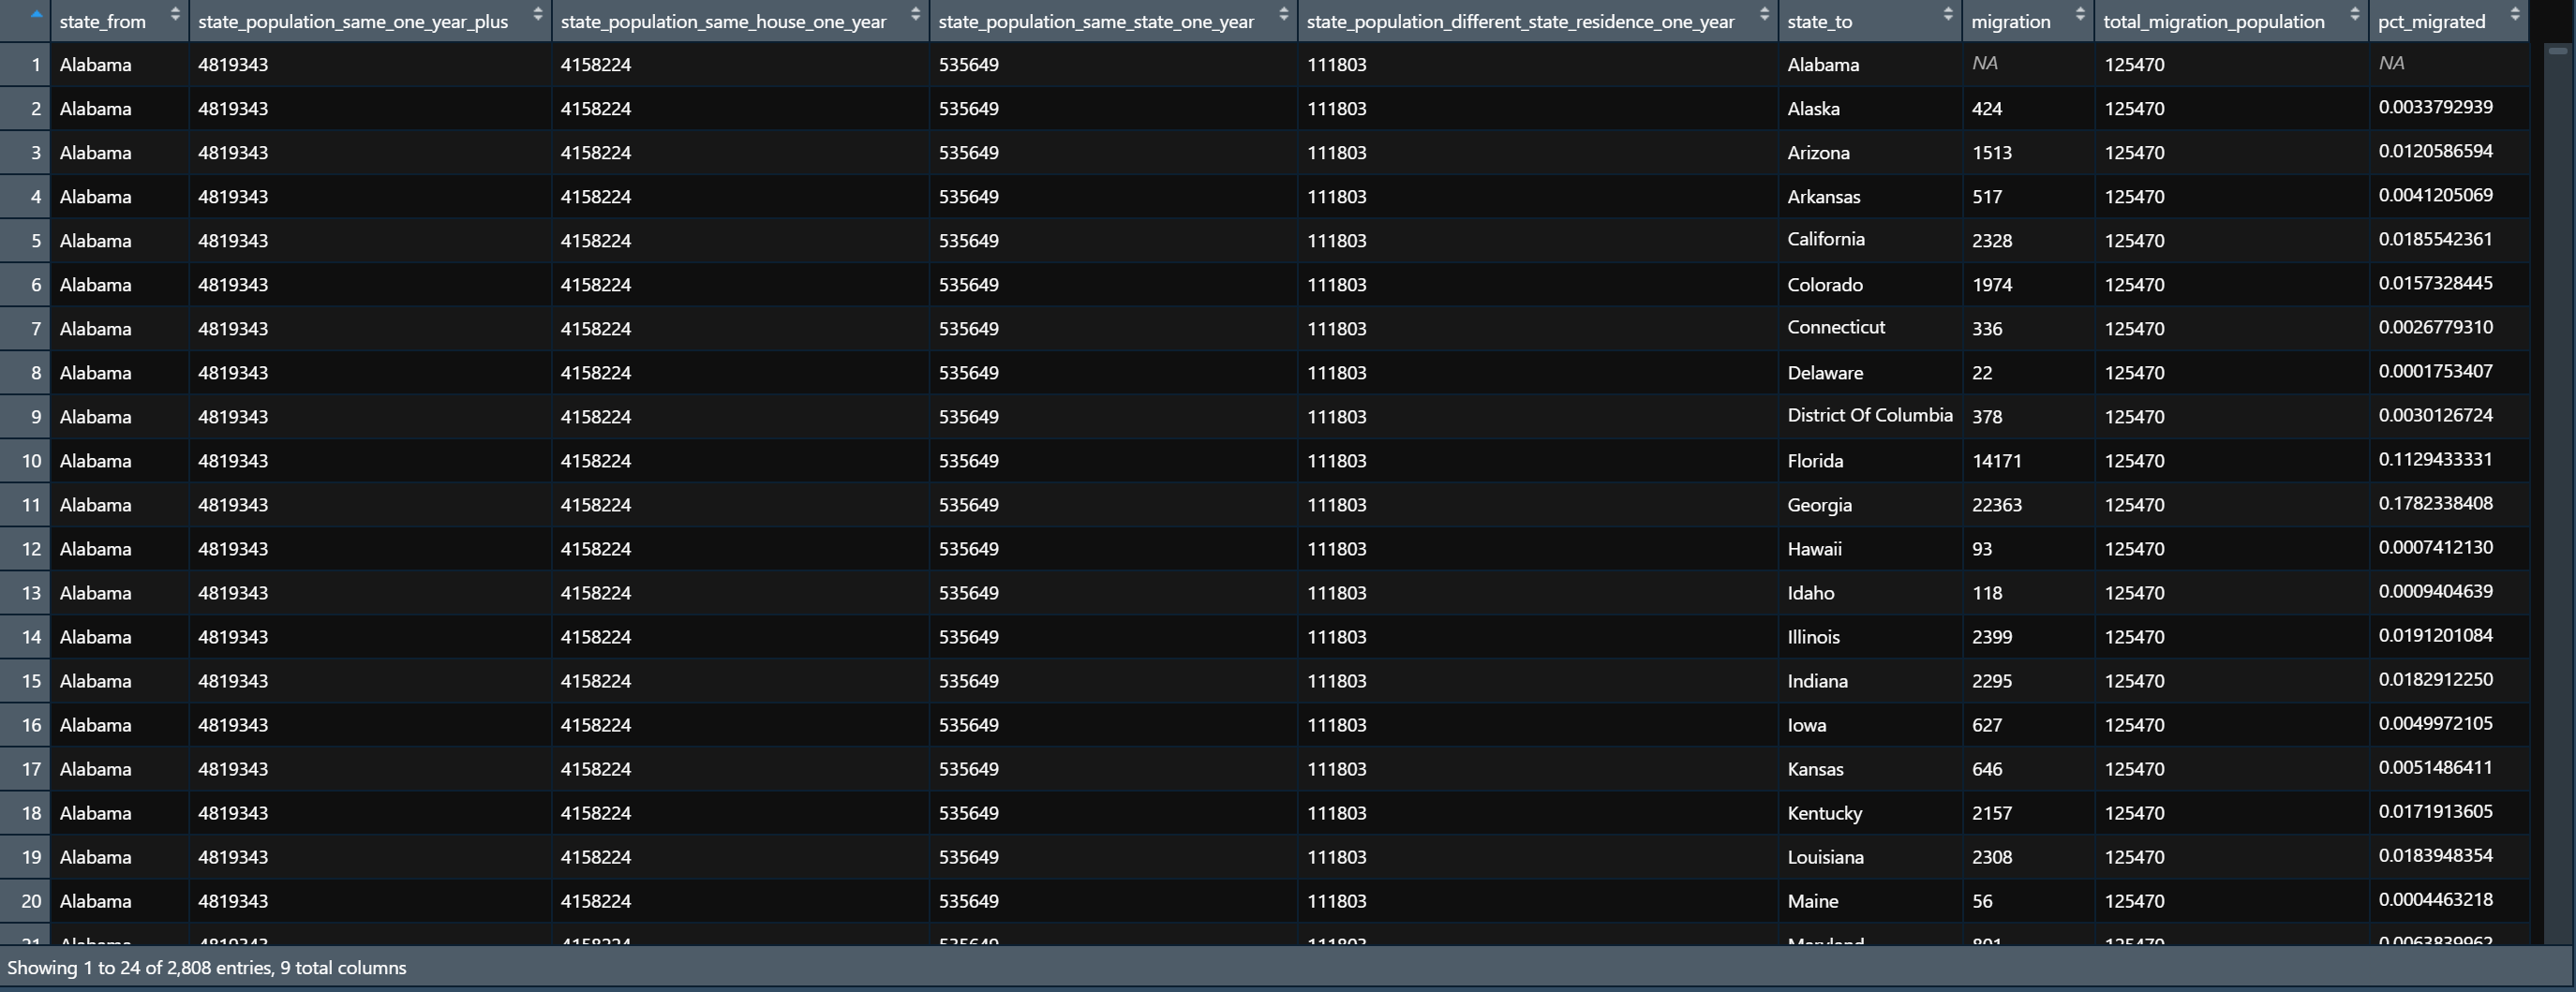 state_from state_population_same_one_year_plus state_population_same_house_one_year state_population_same_state_one_year state_population_different_state_residence_one_year state_to migration total_migration_population pct_migrated
1 Alabama 4819343 4158224 535649 111803 Alabama NA 125470 NA
2 Alabama 4819343 4158224 535649 111803 Alaska 424 125470 0.0033792939
3 Alabama 4819343 4158224 535649 111803 Arizona 1513 125470 0.0120586594
4 Alabama 4819343 4158224 535649 111803 Arkansas 517 125470 0.0041205069
5 Alabama 4819343 4158224 535649 111803 California 2328 125470 0.0185542361
6 Alabama 4819343 4158224 535649 111803 Colorado 1974 125470 0.0157328445
7 Alabama 4819343 4158224 535649 111803 Connecticut 336 125470 0.0026779310
8 Alabama 4819343 4158224 535649 111803 Delaware 22 125470 0.0001753407
9 Alabama 4819343 4158224 535649 111803 District Of Columbia 378 125470 0.0030126724
10 Alabama 4819343 4158224 535649 111803 Florida 14171 125470 0.1129433331
11 Alabama 4819343 4158224 535649 111803 Georgia 22363 125470 0.1782338408
12 Alabama 4819343 4158224 535649 111803 Hawaii 93 125470 0.0007412130
13 Alabama 4819343 4158224 535649 111803 Idaho 118 125470 0.0009404639
14 Alabama 4819343 4158224 535649 111803 Illinois 2399 125470 0.0191201084
15 Alabama 4819343 4158224 535649 111803 Indiana 2295 125470 0.0182912250
16 Alabama 4819343 4158224 535649 111803 Iowa 627 125470 0.0049972105
17 Alabama 4819343 4158224 535649 111803 Kansas 646 125470 0.0051486411
18 Alabama 4819343 4158224 535649 111803 Kentucky 2157 125470 0.0171913605
19 Alabama 4819343 4158224 535649 111803 Louisiana 2308 125470 0.0183948354
20 Alabama 4819343 4158224 535649 111803 Maine 56 125470 0.0004463218
21 Alabama 4819343 4158224 535649 111803 Maryland 801 125470 0.0063839962
Showing 1 to 24 of 2,808 entries, 9 total columns